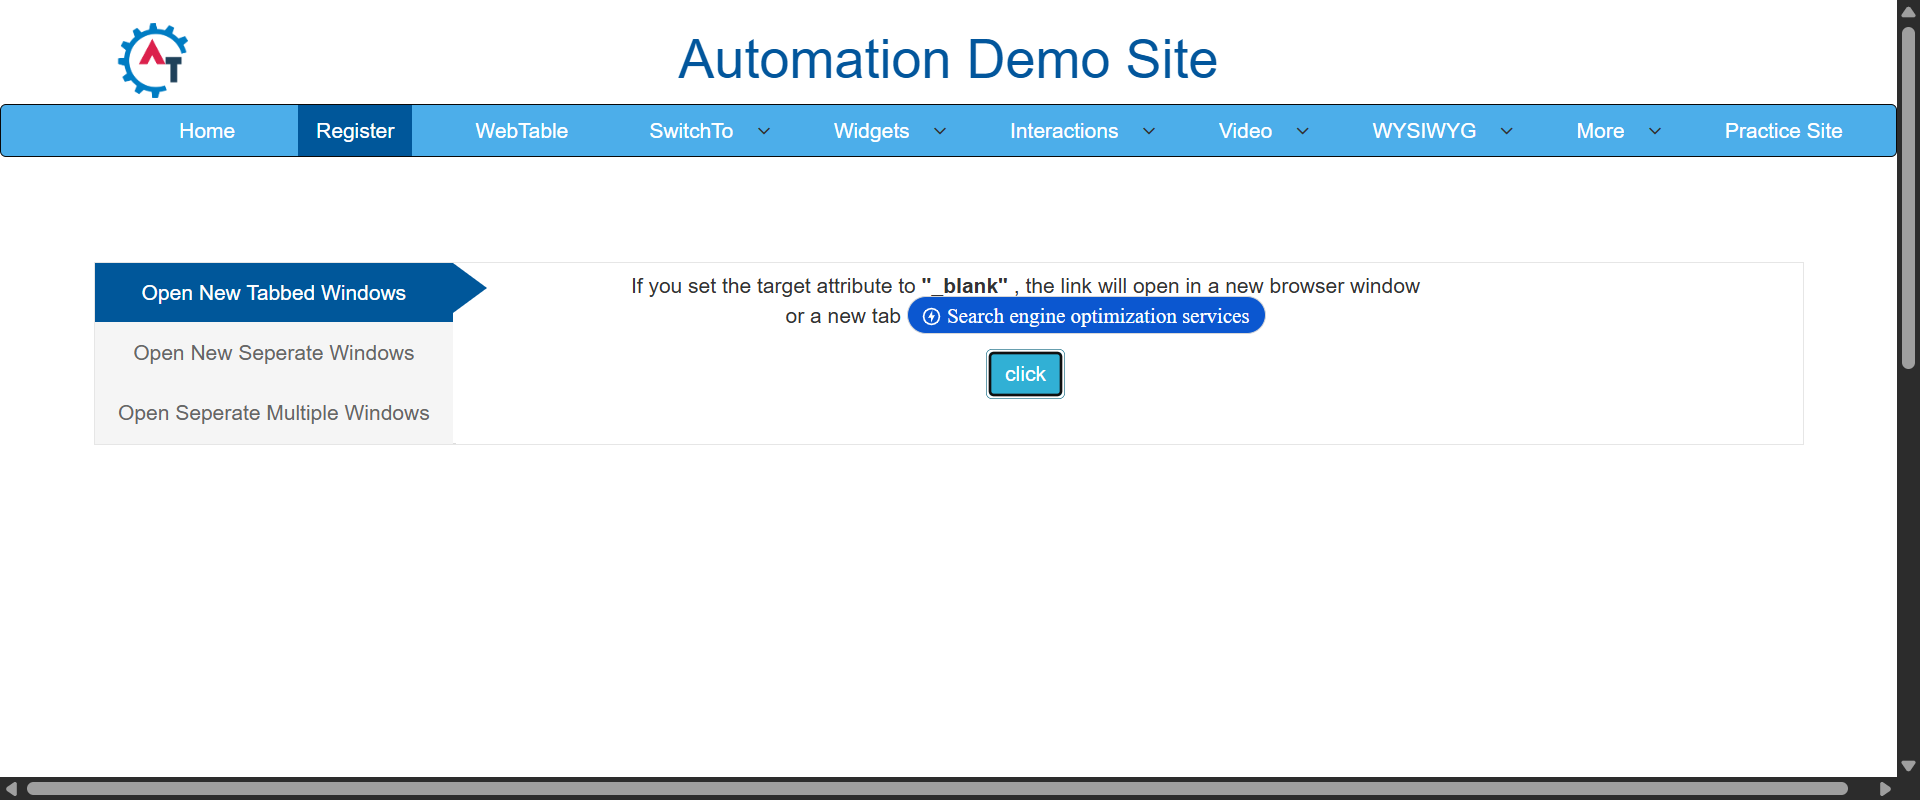 AT
Automation Demo Site
Home Register WebTable SwitchTo Widgets Interactions Video WYSIWYG More Practice Site
Open New Tabbed Windows
Open New Seperate Windows
Open Seperate Multiple Windows
If you set the target attribute to "_blank" , the link will open in a new browser window
or a new tab Search engine optimization services
click